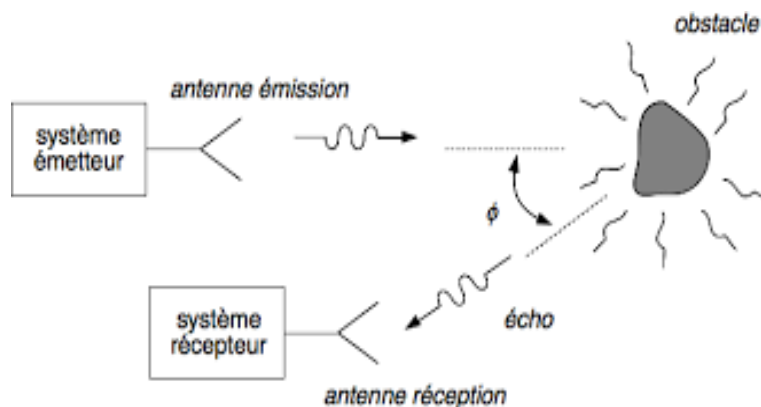 obstacle
antenne émission
système
émetteur
ϕ
écho
système
récepteur
antenne réception